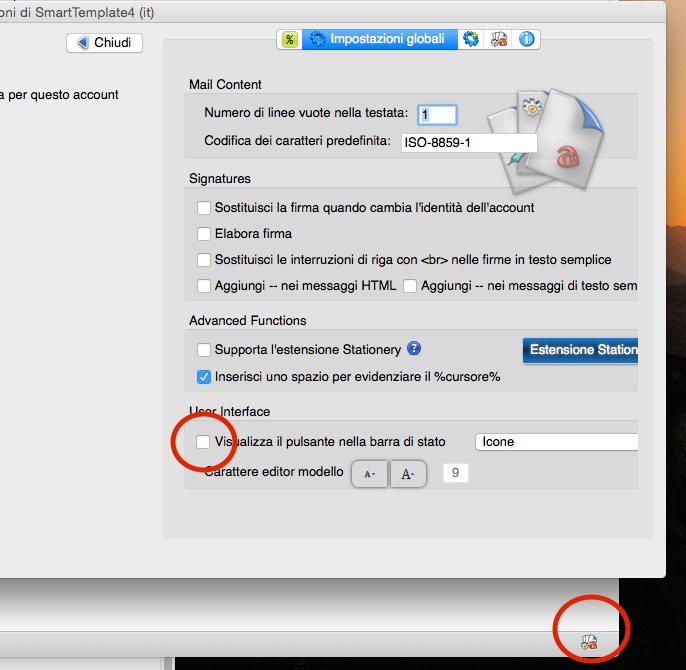 oni di SmartTemplate4 (it)
Chiudi
% Impostazioni globali
a per questo account
Mail Content
Numero di linee vuote nella testata: 1
Codifica dei caratteri predefinita: ISO-8859-1
Signatures
Sostituisci la firma quando cambia l'identità dell'account
Elabora firma
Sostituisci le interruzioni di riga con <br> nelle firme in testo semplice
Aggiungi -- nei messaggi HTML Aggiungi -- nei messaggi di testo sem
Advanced Functions
Supporta l'estensione Stationery ? Estensione Station
Inserisci uno spazio per evidenziare il %cursore%
User Interface
Visualizza il pulsante nella barra di stato Icone
Carattere editor modello A- A- 9